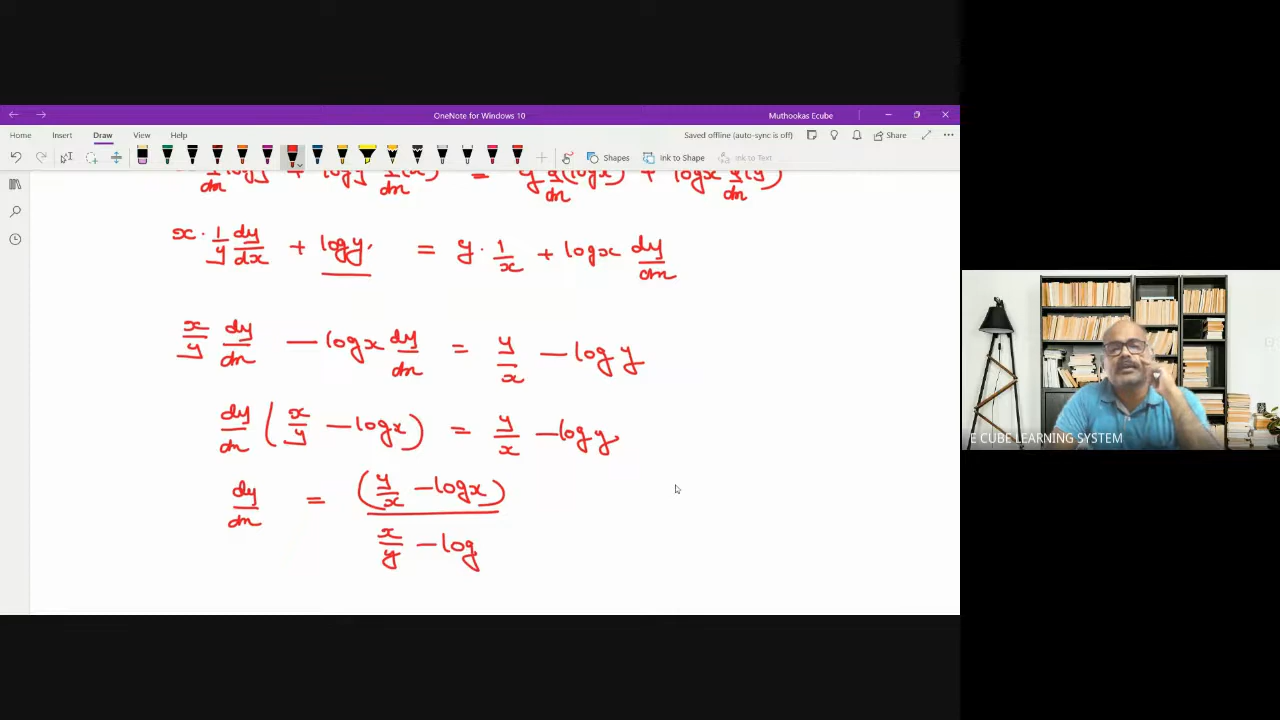 OneNote for Windows 10
Muthookas Ecube
Home Insert Draw View Help
Saved offline (auto-sync is off)
Share
Shapes
Ink to Shape
Ink to Text
x · 1/y dy/dx + log y = y · 1/x + log x dy/dx
x/y dy/dx − log x dy/dx = y/x − log y
dy/dx ( x/y − log x ) = y/x − log y
dy/dx = ( y/x − log x ) / x/y − log
E CUBE LEARNING SYSTEM